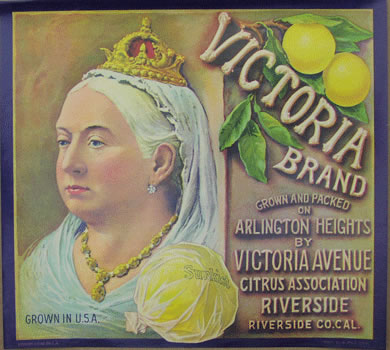 VICTORIA
BRAND
GROWN AND PACKED
ON
ARLINGTON HEIGHTS
BY
VICTORIA AVENUE
CITRUS ASSOCIATION
RIVERSIDE
RIVERSIDE CO. CAL.
Sunkist
GROWN IN U.S.A.